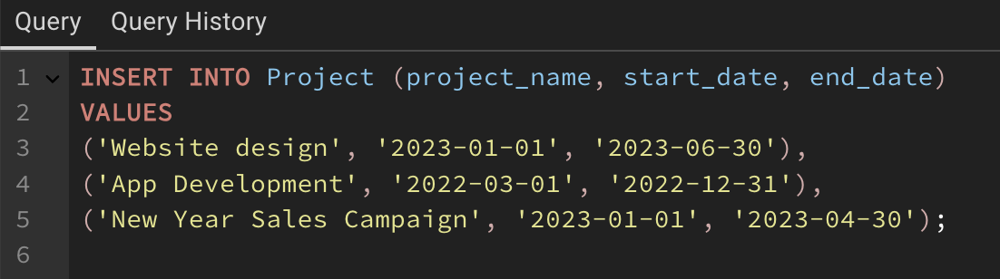 Query Query History
1 INSERT INTO Project (project_name, start_date, end_date)
2 VALUES
3 ('Website design', '2023-01-01', '2023-06-30'),
4 ('App Development', '2022-03-01', '2022-12-31'),
5 ('New Year Sales Campaign', '2023-01-01', '2023-04-30');
6